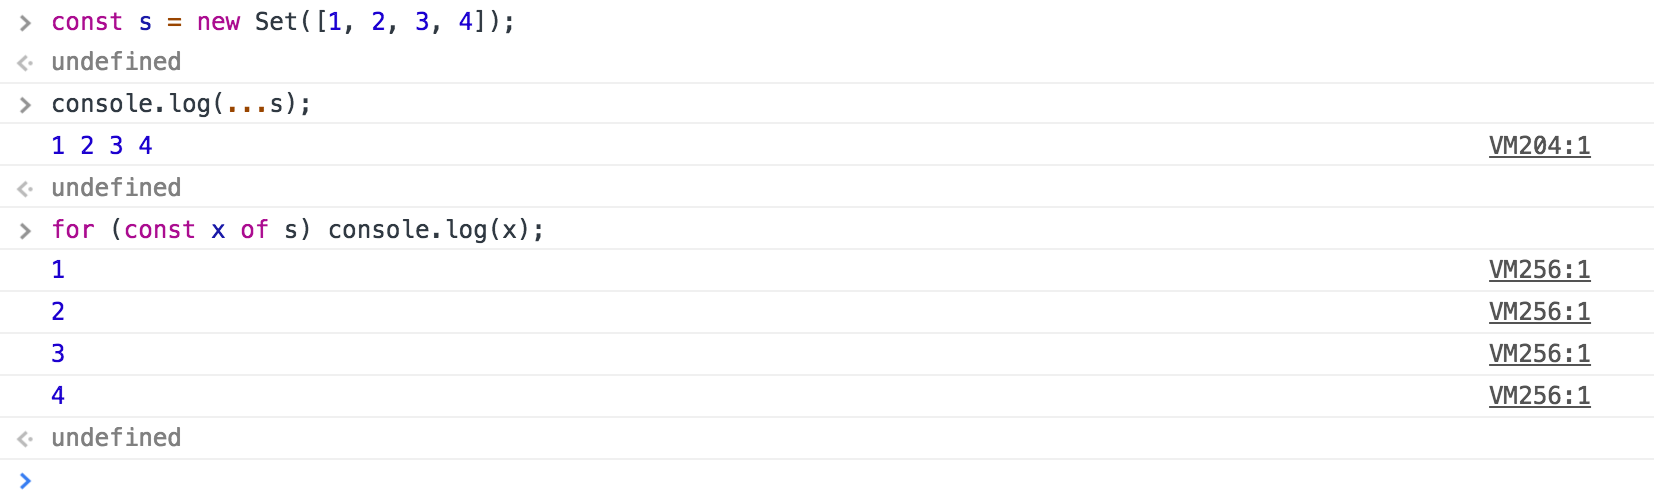 const s = new Set([1, 2, 3, 4]);
undefined
console.log(...s);
1 2 3 4 VM204:1
undefined
for (const x of s) console.log(x);
1 VM256:1
2 VM256:1
3 VM256:1
4 VM256:1
undefined